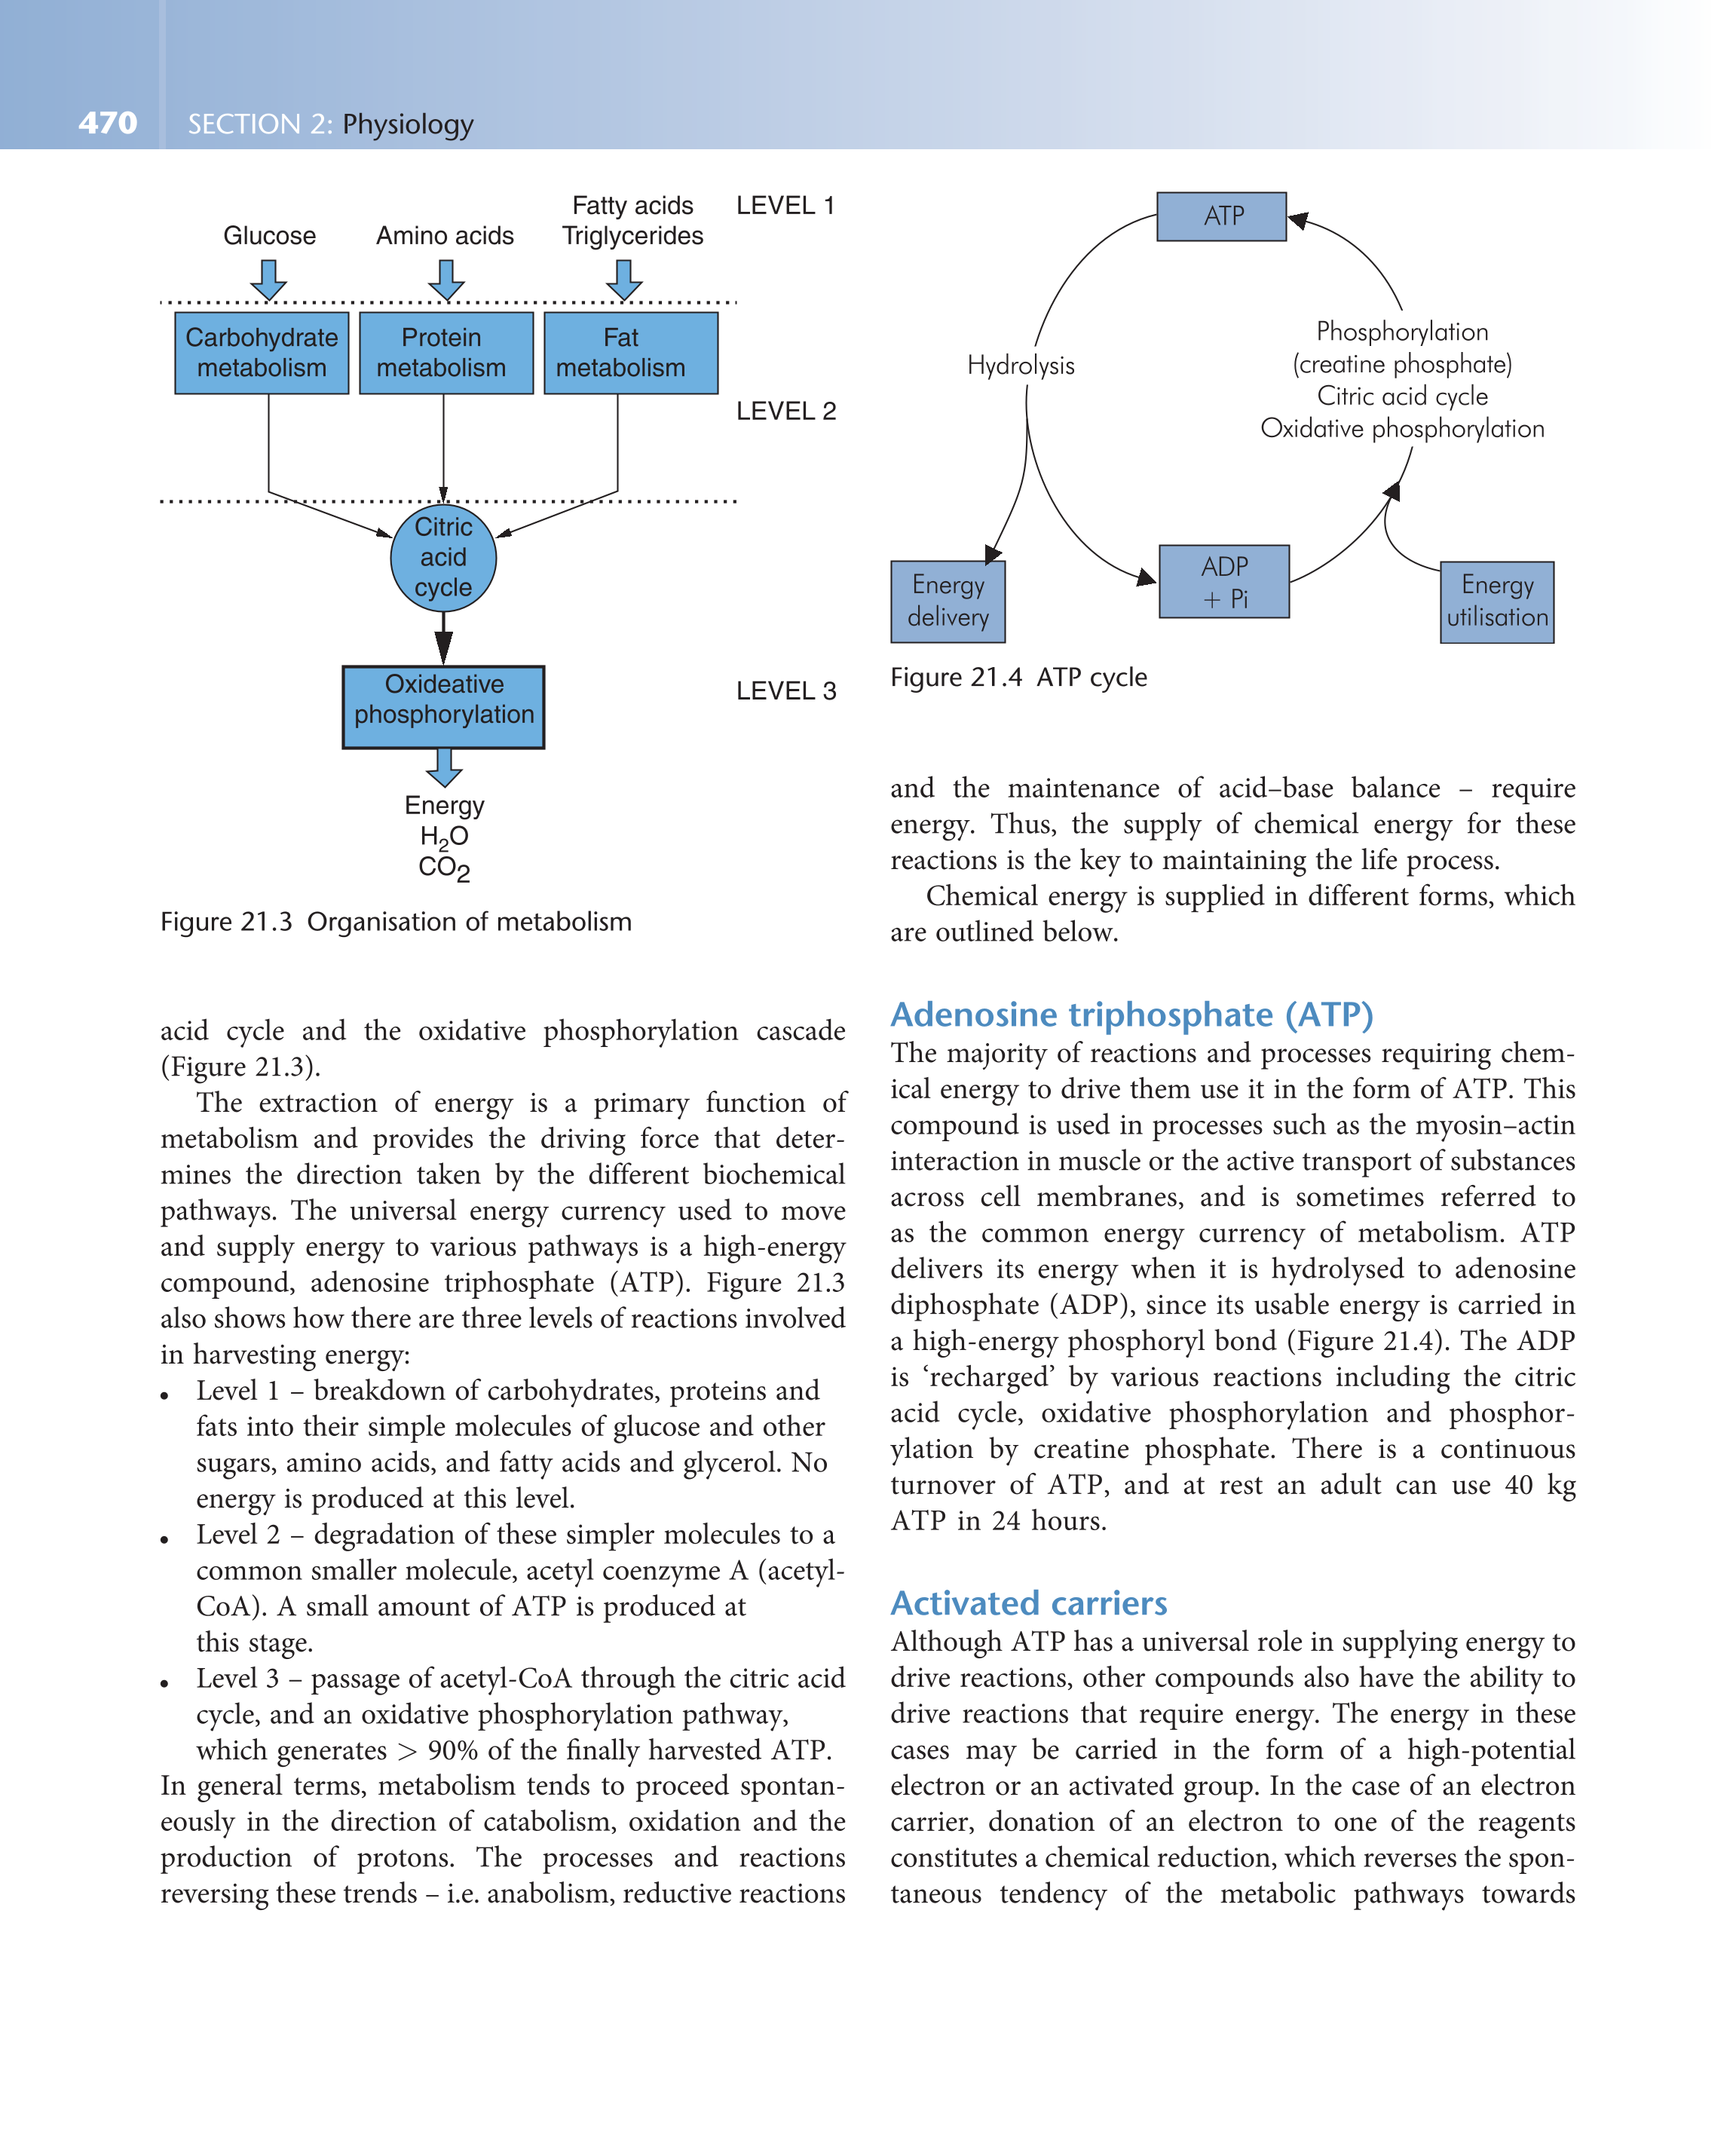 470 SECTION 2: Physiology
Fatty acids LEVEL 1
Glucose Amino acids Triglycerides
Carbohydrate Protein Fat
metabolism metabolism metabolism
LEVEL 2
Citric
acid
cycle
Oxideative
phosphorylation
LEVEL 3
Energy
H2O
CO2
Figure 21.3 Organisation of metabolism
acid cycle and the oxidative phosphorylation cascade
(Figure 21.3).
The extraction of energy is a primary function of
metabolism and provides the driving force that deter-
mines the direction taken by the different biochemical
pathways. The universal energy currency used to move
and supply energy to various pathways is a high-energy
compound, adenosine triphosphate (ATP). Figure 21.3
also shows how there are three levels of reactions involved
in harvesting energy:
• Level 1 – breakdown of carbohydrates, proteins and
fats into their simple molecules of glucose and other
sugars, amino acids, and fatty acids and glycerol. No
energy is produced at this level.
• Level 2 – degradation of these simpler molecules to a
common smaller molecule, acetyl coenzyme A (acetyl-
CoA). A small amount of ATP is produced at
this stage.
• Level 3 – passage of acetyl-CoA through the citric acid
cycle, and an oxidative phosphorylation pathway,
which generates > 90% of the finally harvested ATP.
In general terms, metabolism tends to proceed spontan-
eously in the direction of catabolism, oxidation and the
production of protons. The processes and reactions
reversing these trends – i.e. anabolism, reductive reactions
ATP
Hydrolysis
Phosphorylation
(creatine phosphate)
Citric acid cycle
Oxidative phosphorylation
Energy
delivery
ADP
+ Pi
Energy
utilisation
Figure 21.4 ATP cycle
and the maintenance of acid–base balance – require
energy. Thus, the supply of chemical energy for these
reactions is the key to maintaining the life process.
Chemical energy is supplied in different forms, which
are outlined below.
Adenosine triphosphate (ATP)
The majority of reactions and processes requiring chem-
ical energy to drive them use it in the form of ATP. This
compound is used in processes such as the myosin–actin
interaction in muscle or the active transport of substances
across cell membranes, and is sometimes referred to
as the common energy currency of metabolism. ATP
delivers its energy when it is hydrolysed to adenosine
diphosphate (ADP), since its usable energy is carried in
a high-energy phosphoryl bond (Figure 21.4). The ADP
is ‘recharged’ by various reactions including the citric
acid cycle, oxidative phosphorylation and phosphor-
ylation by creatine phosphate. There is a continuous
turnover of ATP, and at rest an adult can use 40 kg
ATP in 24 hours.
Activated carriers
Although ATP has a universal role in supplying energy to
drive reactions, other compounds also have the ability to
drive reactions that require energy. The energy in these
cases may be carried in the form of a high-potential
electron or an activated group. In the case of an electron
carrier, donation of an electron to one of the reagents
constitutes a chemical reduction, which reverses the spon-
taneous tendency of the metabolic pathways towards